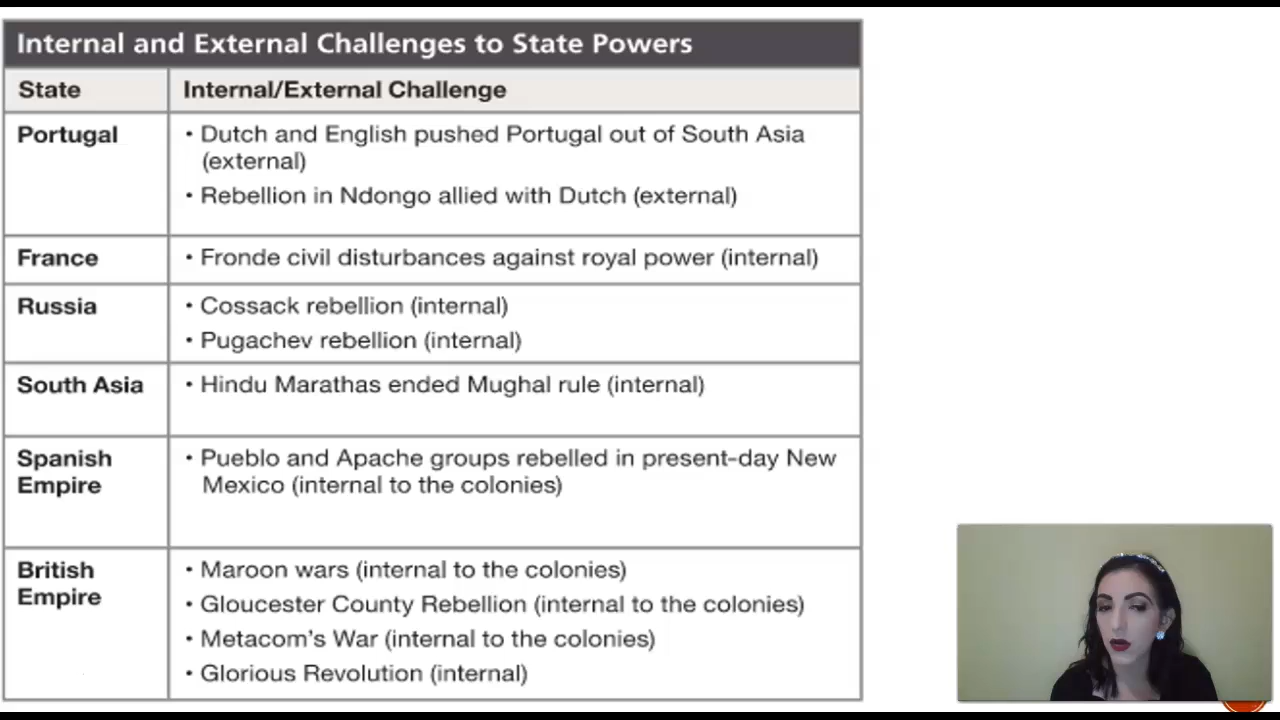 Internal and External Challenges to State Powers
State
Internal/External Challenge
Portugal
• Dutch and English pushed Portugal out of South Asia
(external)
• Rebellion in Ndongo allied with Dutch (external)
France
• Fronde civil disturbances against royal power (internal)
Russia
• Cossack rebellion (internal)
• Pugachev rebellion (internal)
South Asia
• Hindu Marathas ended Mughal rule (internal)
Spanish
Empire
• Pueblo and Apache groups rebelled in present-day New
Mexico (internal to the colonies)
British
Empire
• Maroon wars (internal to the colonies)
• Gloucester County Rebellion (internal to the colonies)
• Metacom's War (internal to the colonies)
• Glorious Revolution (internal)